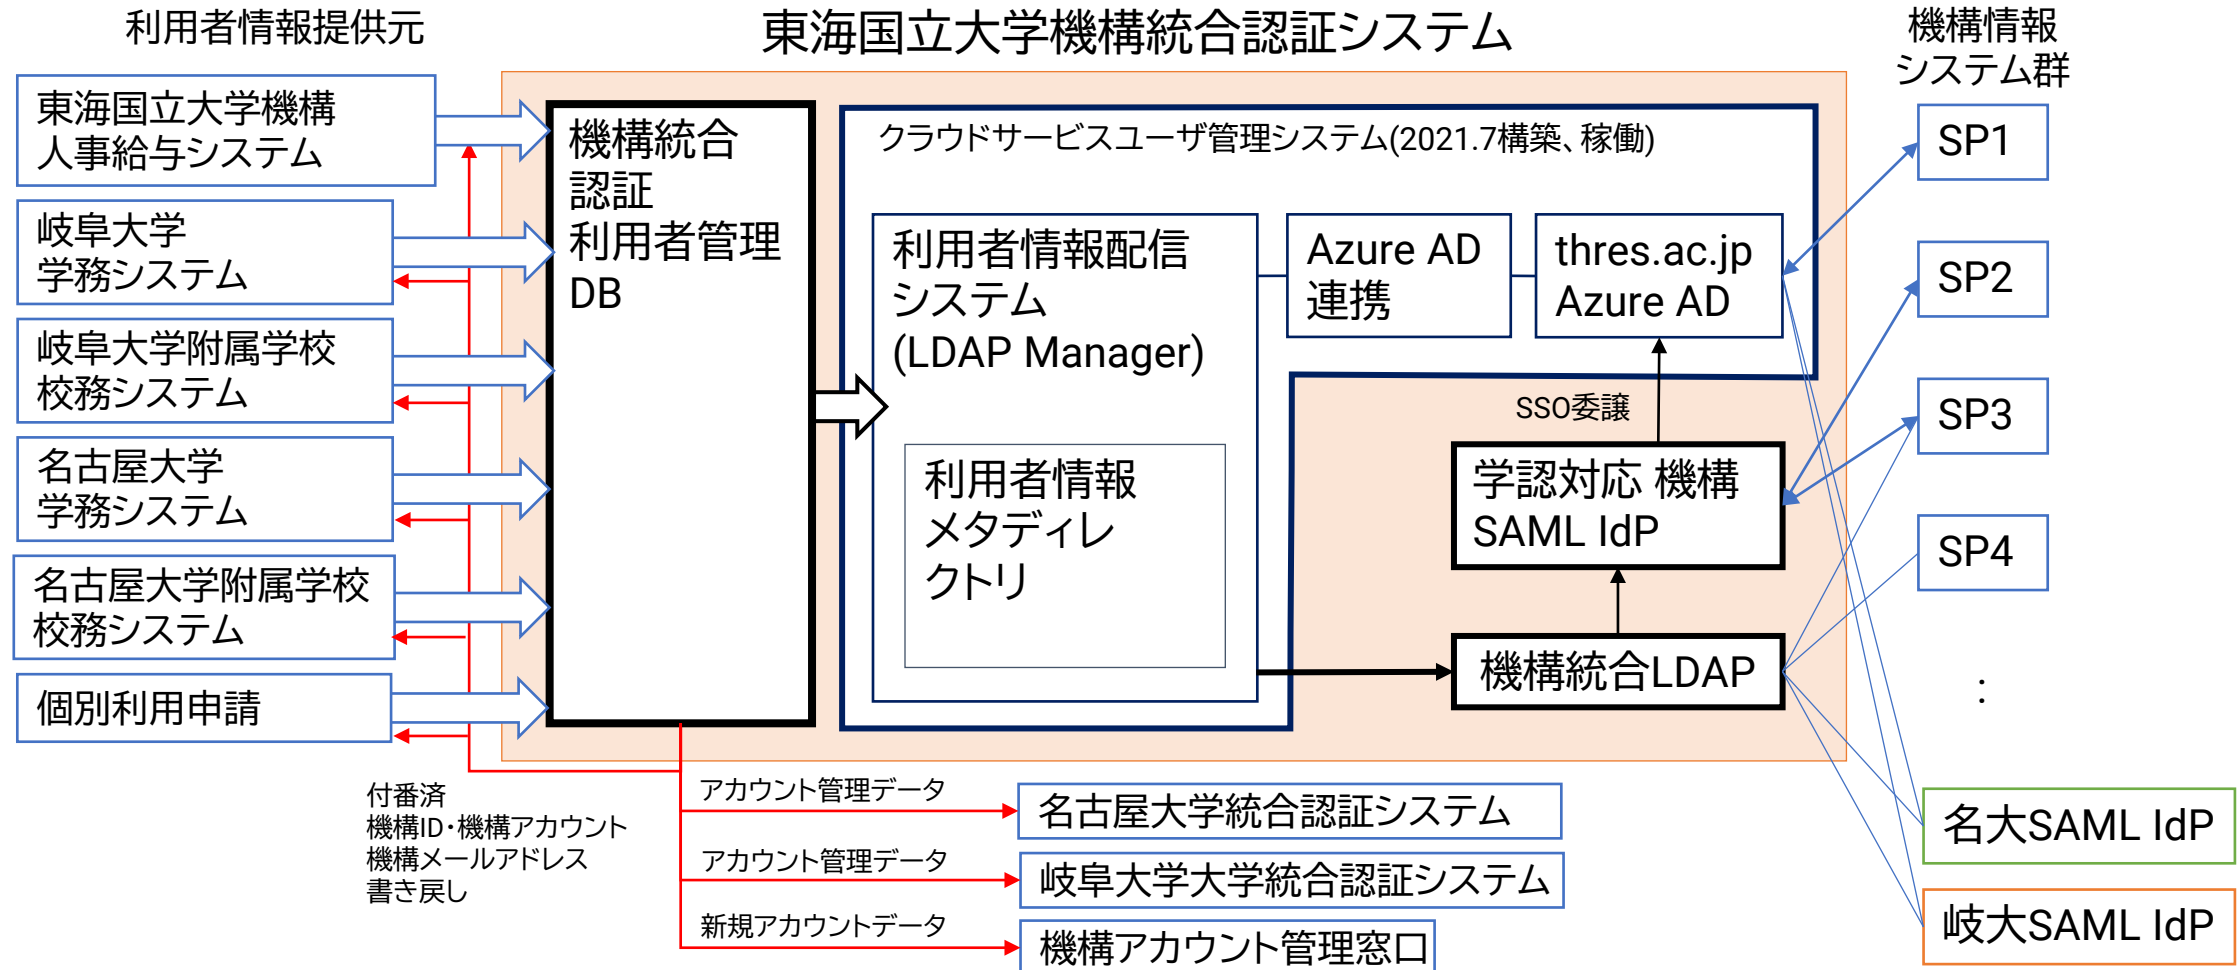 利用者情報提供元
東海国立大学機構統合認証システム
機構情報
システム群
東海国立大学機構
人事給与システム
岐阜大学
学務システム
岐阜大学附属学校
校務システム
名古屋大学
学務システム
名古屋大学附属学校
校務システム
個別利用申請
機構統合
認証
利用者管理
DB
クラウドサービスユーザ管理システム(2021.7構築、稼働)
利用者情報配信
システム
(LDAP Manager)
利用者情報
メタディレ
クトリ
Azure AD
連携
thres.ac.jp
Azure AD
SSO委譲
学認対応 機構
SAML IdP
機構統合LDAP
SP1
SP2
SP3
SP4
:
名大SAML IdP
岐大SAML IdP
付番済
機構ID・機構アカウント
機構メールアドレス
書き戻し
アカウント管理データ
名古屋大学統合認証システム
アカウント管理データ
岐阜大学大学統合認証システム
新規アカウントデータ
機構アカウント管理窓口